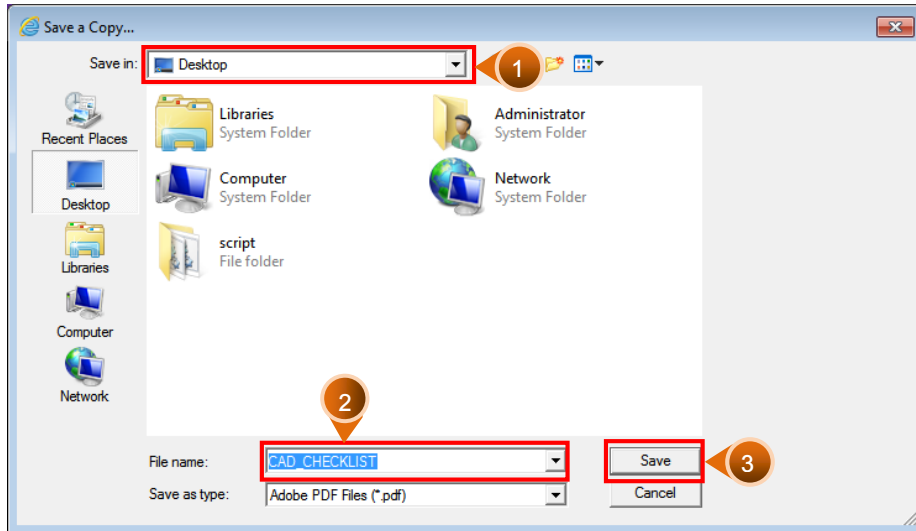 Save a Copy...
Save in:
Desktop
1
Recent Places
Desktop
Libraries
Computer
Network
Libraries
System Folder
Administrator
System Folder
Computer
System Folder
Network
System Folder
script
File folder
2
File name:
CAD_CHECKLIST
Save
3
Save as type:
Adobe PDF Files (*.pdf)
Cancel